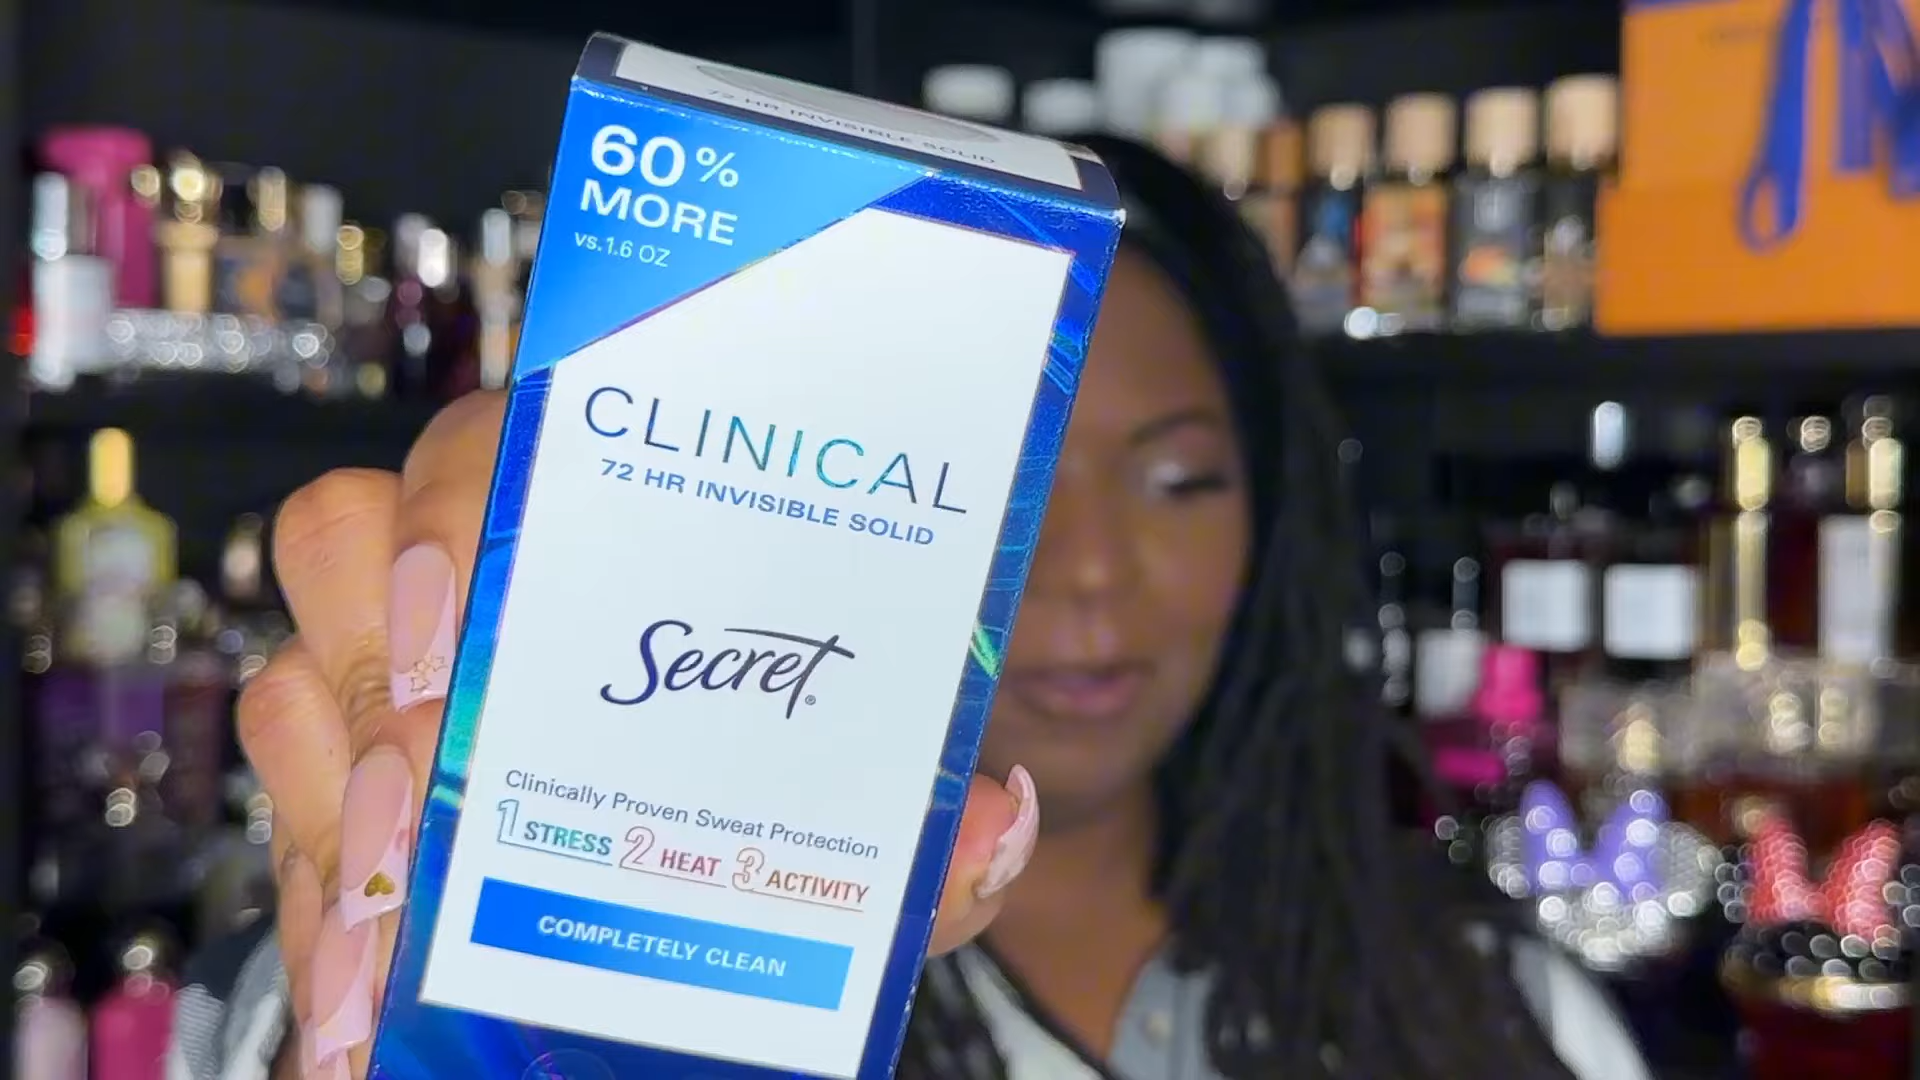 72 HR INVISIBLE SOLID
60%
MORE
vs.1.6 OZ
CLINICAL
72 HR INVISIBLE SOLID
Secret®
Clinically Proven Sweat Protection
1 STRESS 2 HEAT 3 ACTIVITY
COMPLETELY CLEAN